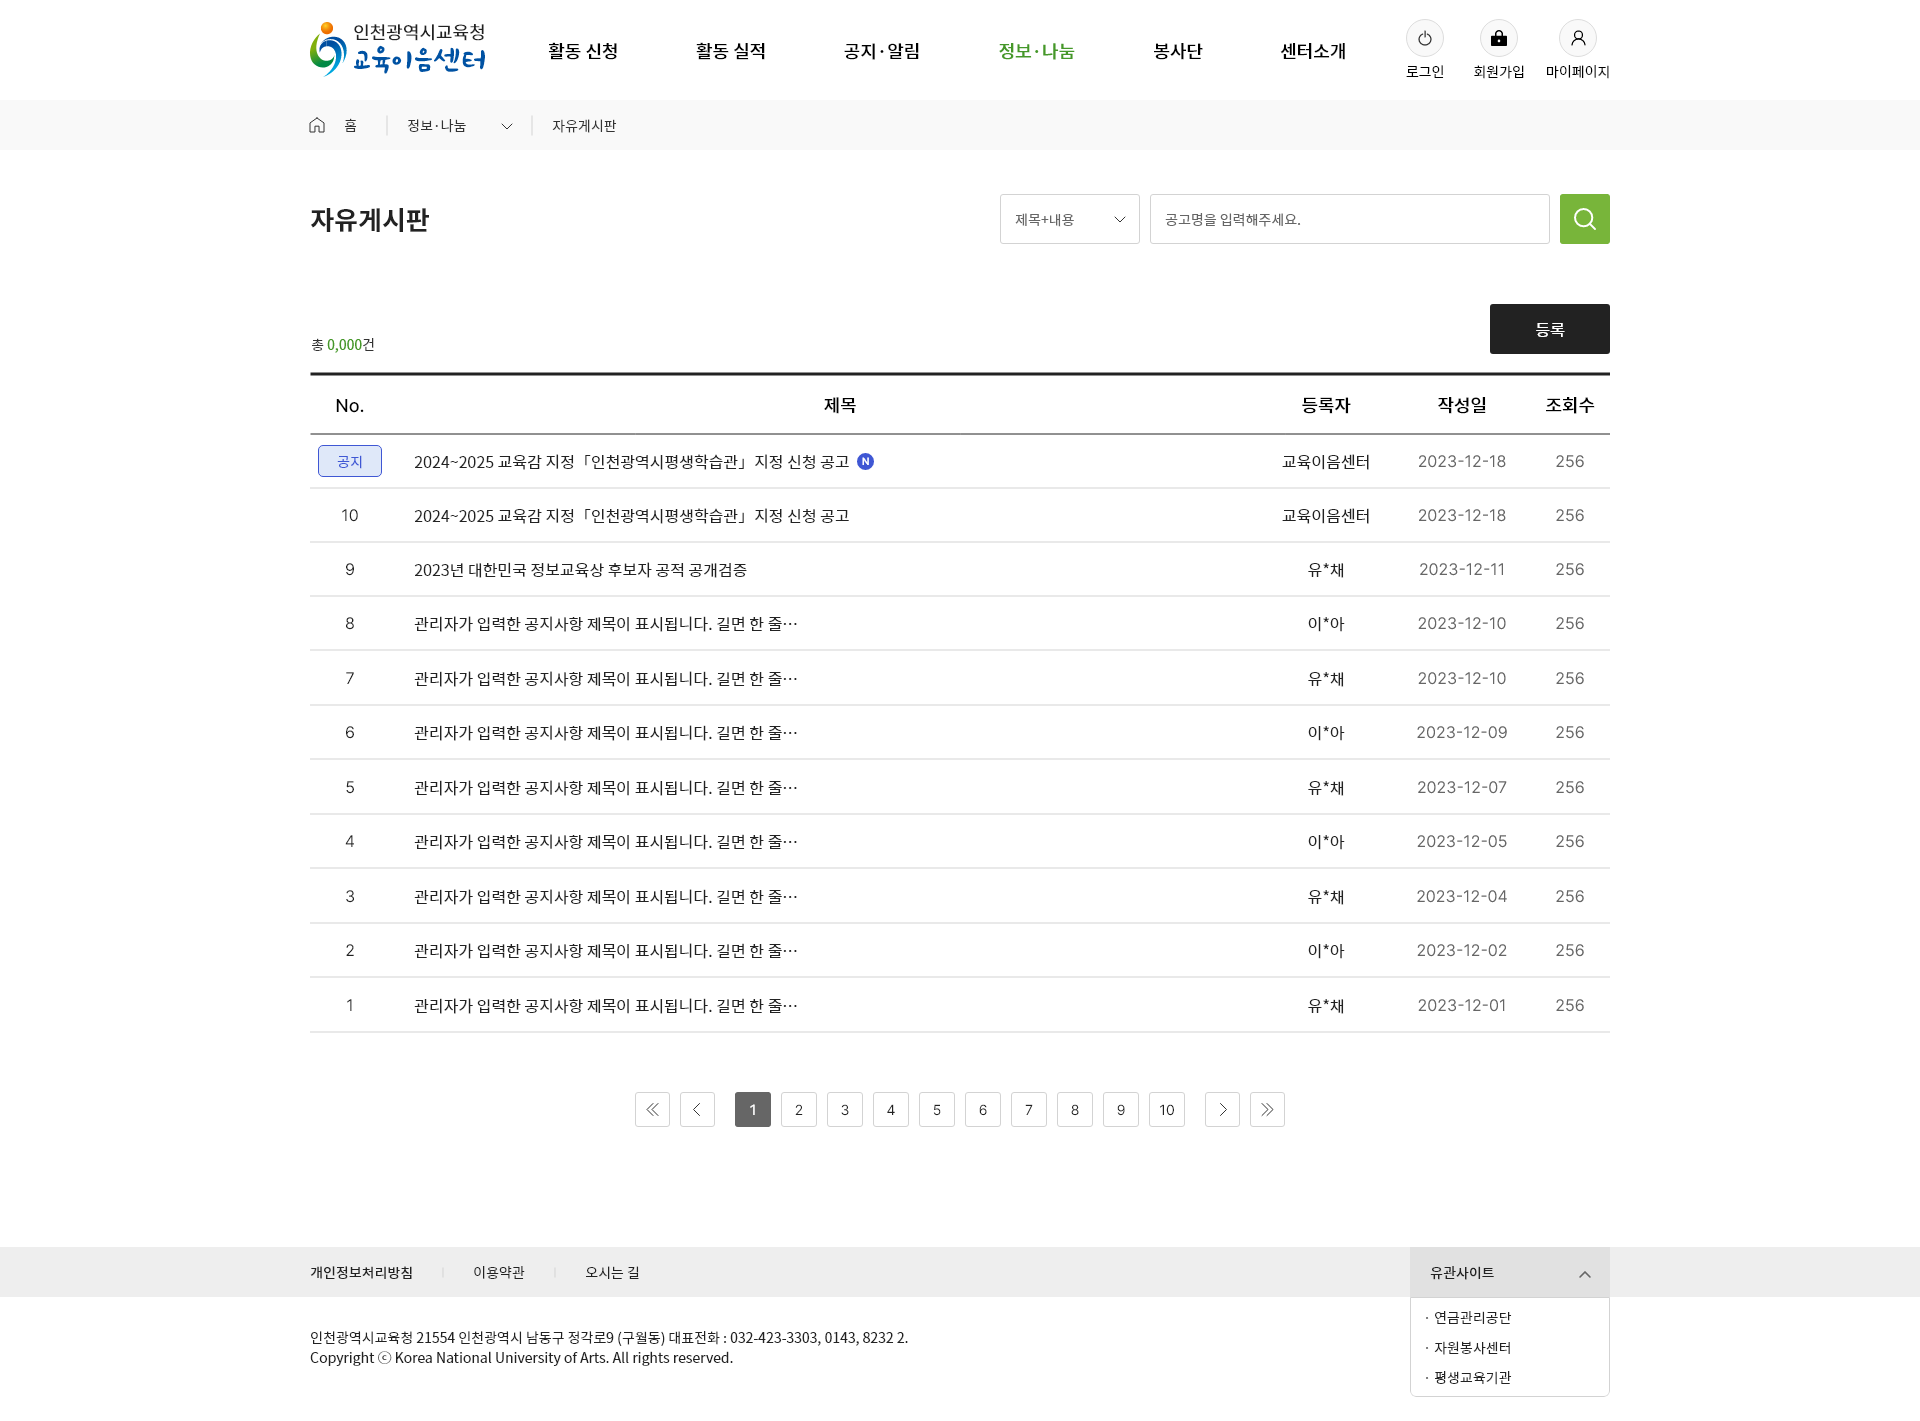 인천광역시교육청
교육이음센터
활동 신청
활동 실적
공지·알림
정보·나눔
봉사단
센터소개
로그인
회원가입
마이페이지
홈
정보·나눔
자유게시판
자유게시판
제목+내용
공고명을 입력해주세요.
총 0,000건
등록
No. 제목 등록자 작성일 조회수
공지 2024~2025 교육감 지정「인천광역시평생학습관」지정 신청 공고 N 교육이음센터 2023-12-18 256
10 2024~2025 교육감 지정「인천광역시평생학습관」지정 신청 공고 교육이음센터 2023-12-18 256
9 2023년 대한민국 정보교육상 후보자 공적 공개검증 유*채 2023-12-11 256
8 관리자가 입력한 공지사항 제목이 표시됩니다. 길면 한 줄… 이*아 2023-12-10 256
7 관리자가 입력한 공지사항 제목이 표시됩니다. 길면 한 줄… 유*채 2023-12-10 256
6 관리자가 입력한 공지사항 제목이 표시됩니다. 길면 한 줄… 이*아 2023-12-09 256
5 관리자가 입력한 공지사항 제목이 표시됩니다. 길면 한 줄… 유*채 2023-12-07 256
4 관리자가 입력한 공지사항 제목이 표시됩니다. 길면 한 줄… 이*아 2023-12-05 256
3 관리자가 입력한 공지사항 제목이 표시됩니다. 길면 한 줄… 유*채 2023-12-04 256
2 관리자가 입력한 공지사항 제목이 표시됩니다. 길면 한 줄… 이*아 2023-12-02 256
1 관리자가 입력한 공지사항 제목이 표시됩니다. 길면 한 줄… 유*채 2023-12-01 256
1 2 3 4 5 6 7 8 9 10
개인정보처리방침
이용약관
오시는 길
유관사이트
· 연금관리공단
· 자원봉사센터
· 평생교육기관
인천광역시교육청 21554 인천광역시 남동구 정각로9 (구월동) 대표전화 : 032-423-3303, 0143, 8232 2.
Copyright ⓒ Korea National University of Arts. All rights reserved.